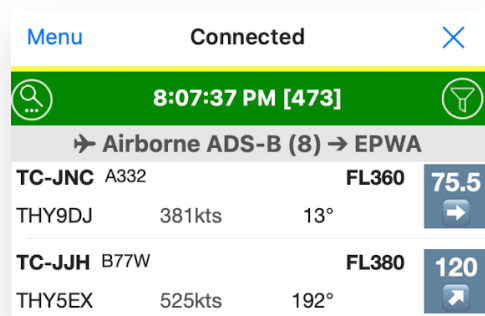 Menu Connected
8:07:37 PM [473]
Airborne ADS-B (8) → EPWA
TC-JNC A332 FL360 75.5
THY9DJ 381kts 13°
TC-JJH B77W FL380 120
THY5EX 525kts 192°